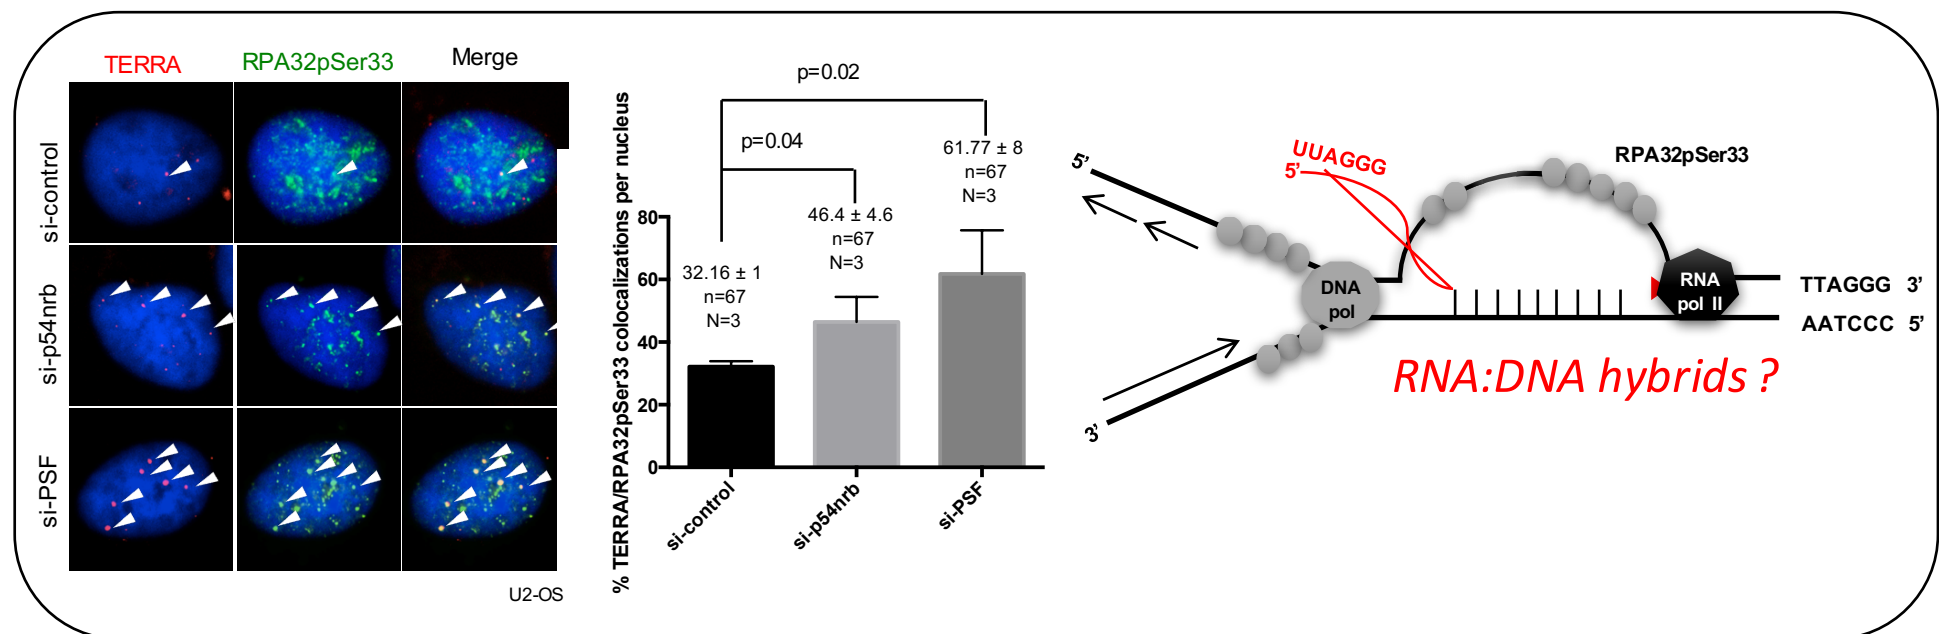 TERRA
RPA32pSer33
Merge
si-control
si-p54nrb
si-PSF
U2-OS
% TERRA/RPA32pSer33 colocalizations per nucleus
p=0.02
p=0.04
32.16 ± 1
n=67
N=3
46.4 ± 4.6
n=67
N=3
61.77 ± 8
n=67
N=3
80
60
40
20
0
si-control
si-p54nrb
si-PSF
5'
UUAGGG
5'
RPA32pSer33
DNA
pol
RNA
pol II
TTAGGG 3'
AATCCC 5'
3'
RNA:DNA hybrids ?